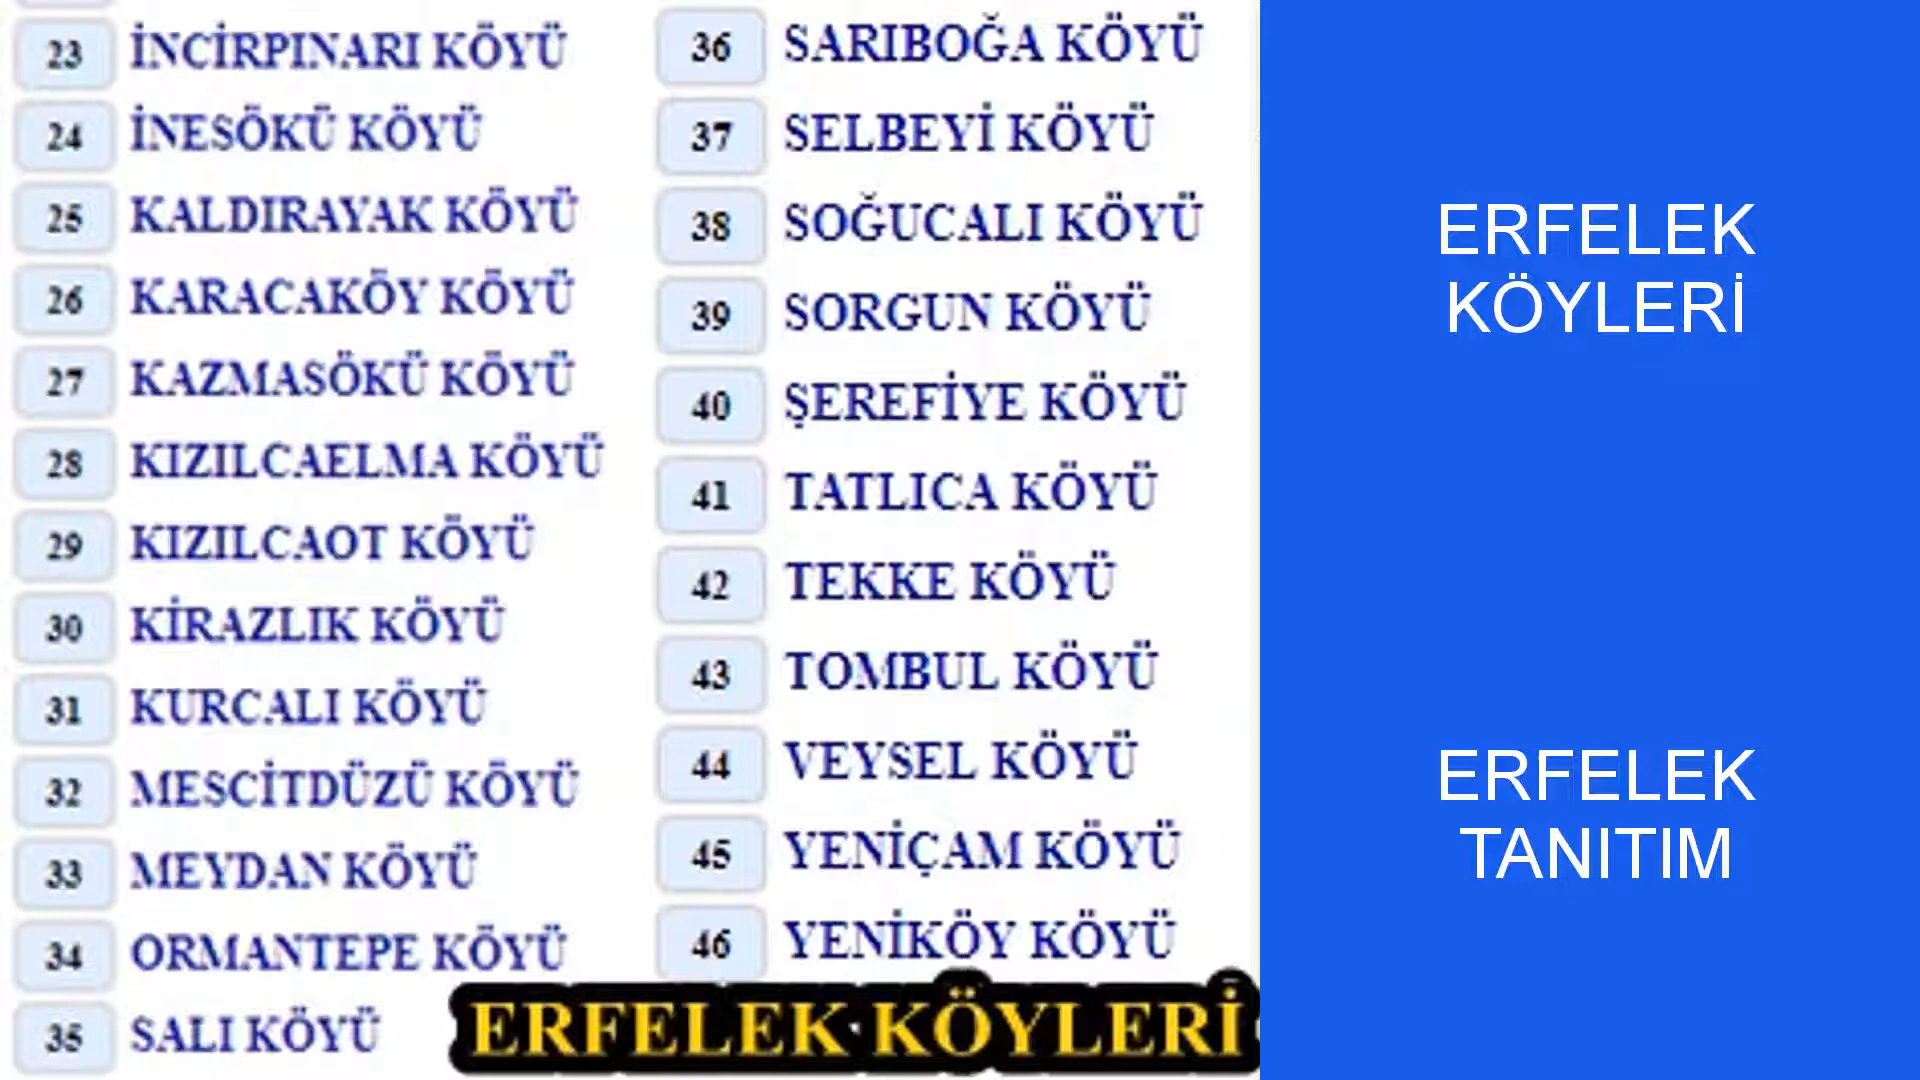 23 İNCİRPINARI KÖYÜ
24 İNESÖKÜ KÖYÜ
25 KALDIRAYAK KÖYÜ
26 KARACAKÖY KÖYÜ
27 KAZMASÖKÜ KÖYÜ
28 KIZILCAELMA KÖYÜ
29 KIZILCAOT KÖYÜ
30 KİRAZLIK KÖYÜ
31 KURCALI KÖYÜ
32 MESCİTDÜZÜ KÖYÜ
33 MEYDAN KÖYÜ
34 ORMANTEPE KÖYÜ
35 SALI KÖYÜ
36 SARIBOĞA KÖYÜ
37 SELBEYİ KÖYÜ
38 SOĞUCALI KÖYÜ
39 SORGUN KÖYÜ
40 ŞEREFİYE KÖYÜ
41 TATLICA KÖYÜ
42 TEKKE KÖYÜ
43 TOMBUL KÖYÜ
44 VEYSEL KÖYÜ
45 YENİÇAM KÖYÜ
46 YENİKÖY KÖYÜ
ERFELEK KÖYLERİ
ERFELEK
KÖYLERİ
ERFELEK
TANITIM